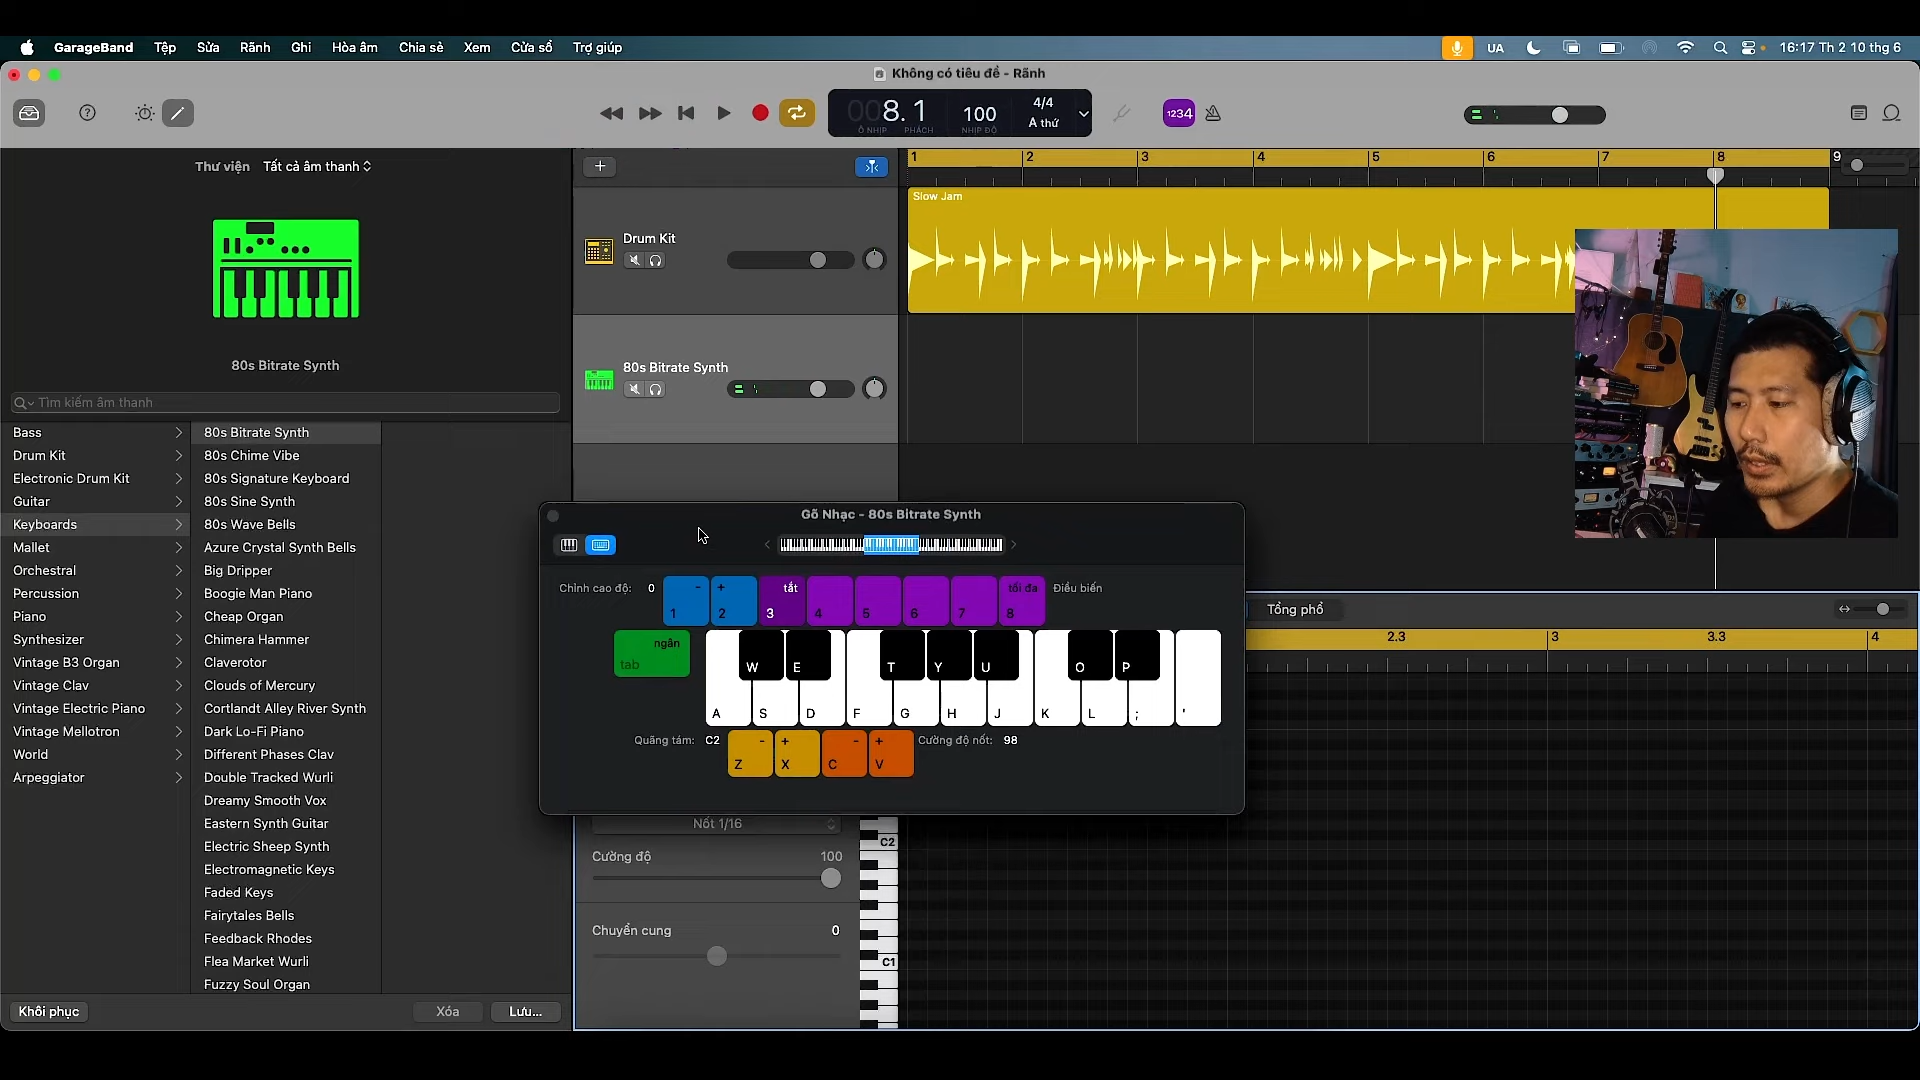 GarageBand Tệp Sửa Rãnh Ghi Hòa âm Chia sẻ Xem Cửa sổ Trợ giúp UA 16:17 Th 2 10 thg 6
Không có tiêu đề - Rãnh
008.1 100 4/4
Ô NHỊP PHÁCH NHỊP ĐỘ A thứ
1234
Thư viện Tất cả âm thanh
1 2 3 4 5 6 7 8 9
Slow Jam
Drum Kit
80s Bitrate Synth
80s Bitrate Synth
Tìm kiếm âm thanh
Bass
Drum Kit
Electronic Drum Kit
Guitar
Keyboards
Mallet
Orchestral
Percussion
Piano
Synthesizer
Vintage B3 Organ
Vintage Clav
Vintage Electric Piano
Vintage Mellotron
World
Arpeggiator
80s Bitrate Synth
80s Chime Vibe
80s Signature Keyboard
80s Sine Synth
80s Wave Bells
Azure Crystal Synth Bells
Big Dripper
Boogie Man Piano
Cheap Organ
Chimera Hammer
Claverotor
Clouds of Mercury
Cortlandt Alley River Synth
Dark Lo-Fi Piano
Different Phases Clav
Double Tracked Wurli
Dreamy Smooth Vox
Eastern Synth Guitar
Electric Sheep Synth
Electromagnetic Keys
Faded Keys
Fairytales Bells
Feedback Rhodes
Flea Market Wurli
Fuzzy Soul Organ
Khôi phục Xóa Lưu...
Gõ Nhạc - 80s Bitrate Synth
Chỉnh cao độ: 0 - + tắt tối đa Điều biến
1 2 3 4 5 6 7 8
ngân
tab
W E T Y U O P
A S D F G H J K L ; '
Quãng tám: C2 - + - + Cường độ nốt: 98
Z X C V
Tổng phổ
2.3 3 3.3 4
Nốt 1/16
C2
Cường độ 100
Chuyển cung 0
C1